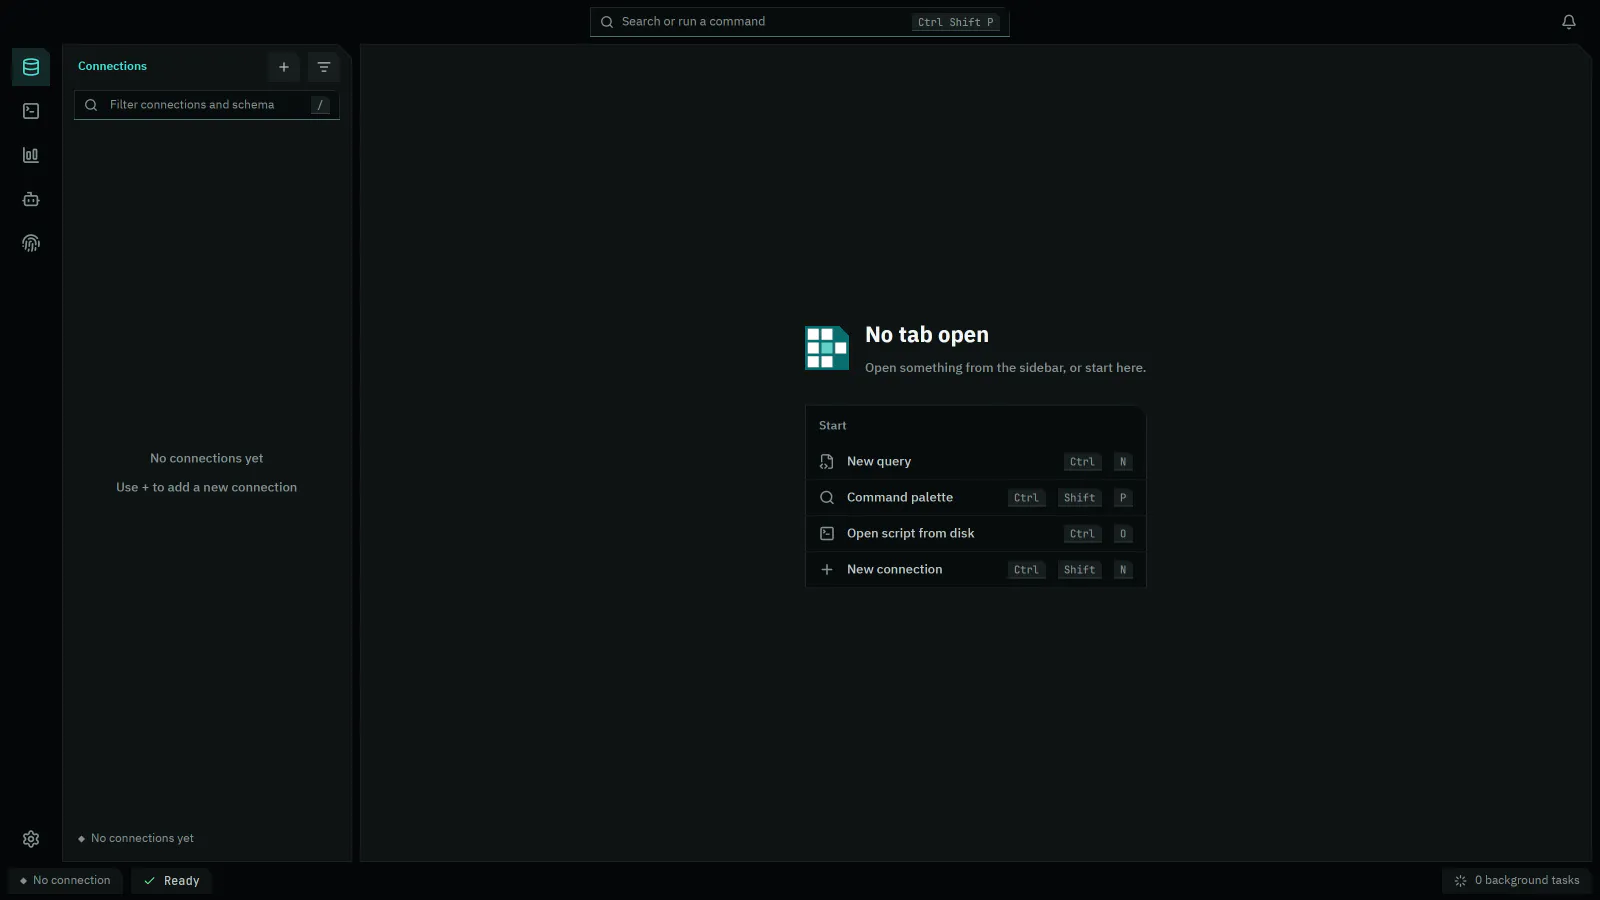 Search or run a command Ctrl Shift P
Connections
Filter connections and schema /
No connections yet
Use + to add a new connection
No connections yet
No tab open
Open something from the sidebar, or start here.
Start
New query Ctrl N
Command palette Ctrl Shift P
Open script from disk Ctrl O
New connection Ctrl Shift N
No connection
Ready
0 background tasks